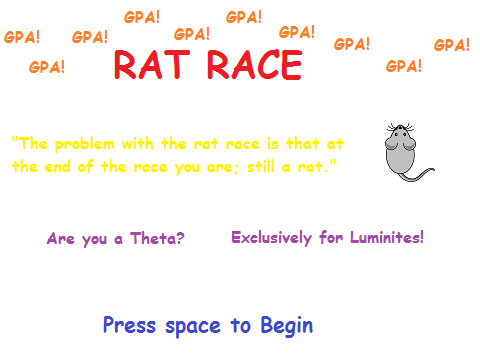 GPA! GPA!
GPA! GPA! GPA! GPA! GPA! GPA!
GPA! GPA!
RAT RACE
"The problem with the rat race is that at
the end of the race you are; still a rat."
Are you a Theta? Exclusively for Luminites!
Press space to Begin